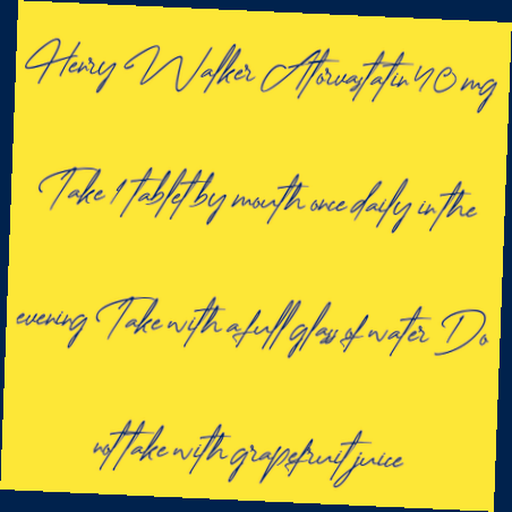 Henry Walker Atorvastatin 40 mg
Take 1 tablet by mouth once daily in the
evening Take with a full glass of water Do
not take with grapefruit juice